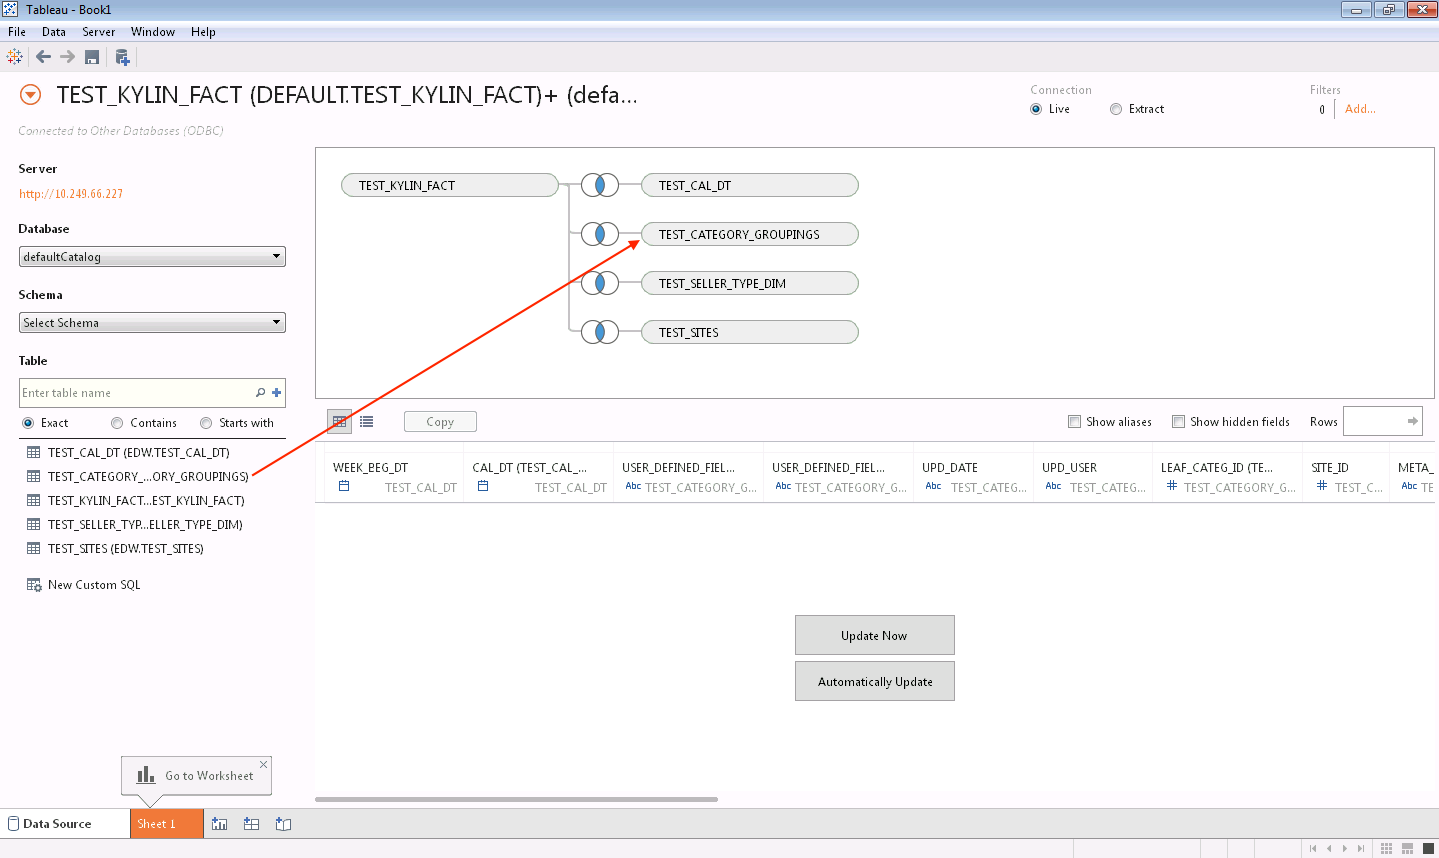 Tableau - Book1
File Data Server Window Help
TEST_KYLIN_FACT (DEFAULT.TEST_KYLIN_FACT)+ (defa...
Connected to Other Databases (ODBC)
Connection
Live Extract
Filters
0 Add...
Server
http://10.249.66.227
Database
defaultCatalog
Schema
Select Schema
Table
Enter table name
Exact Contains Starts with
TEST_CAL_DT (EDW.TEST_CAL_DT)
TEST_CATEGORY_...ORY_GROUPINGS)
TEST_KYLIN_FACT...EST_KYLIN_FACT)
TEST_SELLER_TYP...ELLER_TYPE_DIM)
TEST_SITES (EDW.TEST_SITES)
New Custom SQL
TEST_KYLIN_FACT
TEST_CAL_DT
TEST_CATEGORY_GROUPINGS
TEST_SELLER_TYPE_DIM
TEST_SITES
Copy
Show aliases Show hidden fields Rows
WEEK_BEG_DT CAL_DT (TEST_CAL_... USER_DEFINED_FIEL... USER_DEFINED_FIEL... UPD_DATE UPD_USER LEAF_CATEG_ID (TE... SITE_ID META_
TEST_CAL_DT TEST_CAL_DT Abc TEST_CATEGORY_G... Abc TEST_CATEGORY_G... Abc TEST_CATEG... Abc TEST_CATEG... # TEST_CATEGORY_G... # TEST_C... Abc TE
Update Now
Automatically Update
Go to Worksheet
Data Source Sheet 1